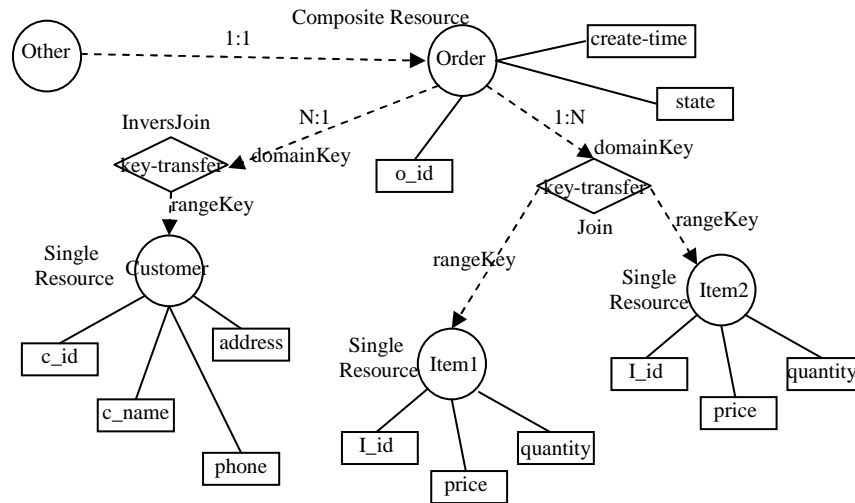 Composite Resource
Other
1:1
Order
create-time
state
InversJoin
N:1
1:N
key-transfer
domainKey
o_id
domainKey
key-transfer
Join
rangeKey
rangeKey
rangeKey
Single
Resource
Customer
Single
Resource
Item2
c_id
address
Single
Resource
Item1
I_id
quantity
c_name
price
I_id
quantity
phone
price